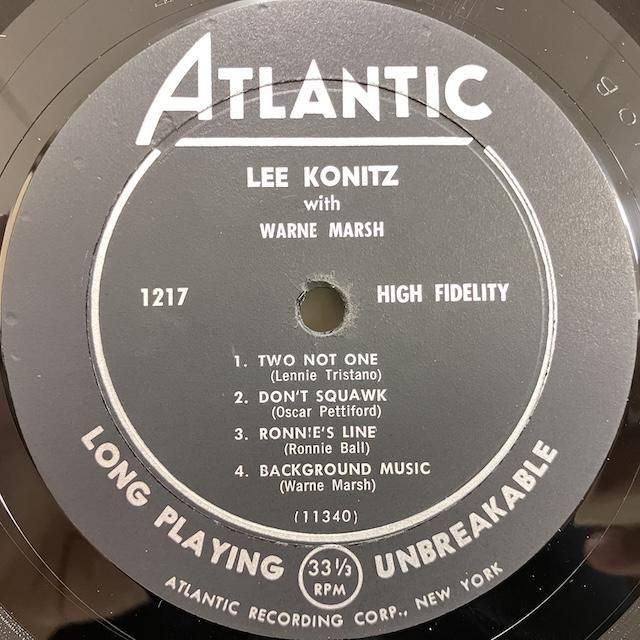 ATLANTIC
LEE KONITZ
with
WARNE MARSH
1217
HIGH FIDELITY
1. TWO NOT ONE
(Lennie Tristano)
2. DON'T SQUAWK
(Oscar Pettiford)
3. RONNIE'S LINE
(Ronnie Ball)
4. BACKGROUND MUSIC
(Warne Marsh)
(11340)
LONG PLAYING
33⅓
RPM
UNBREAKABLE
ATLANTIC RECORDING CORP., NEW YORK